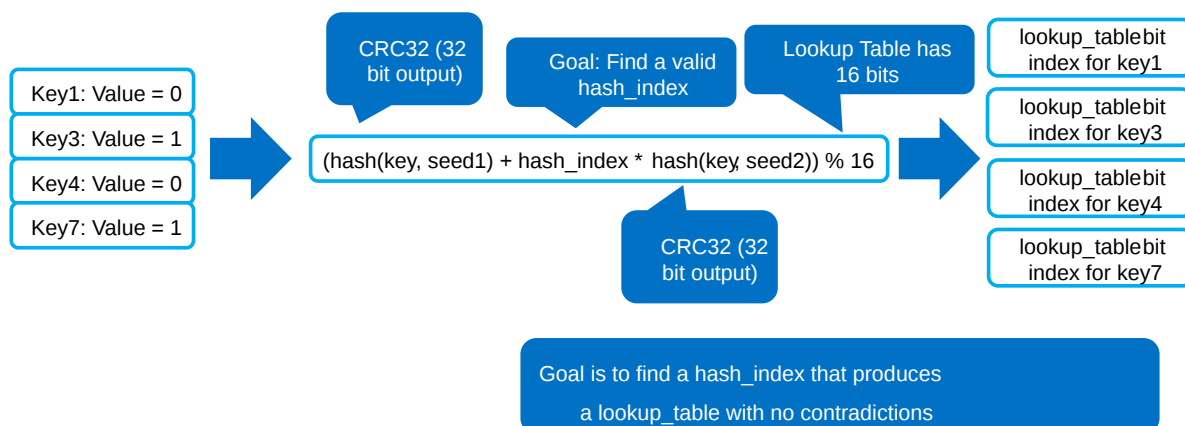 CRC32 (32
bit output)
Goal: Find a valid
hash_index
Lookup Table has
16 bits
Key1: Value = 0
Key3: Value = 1
Key4: Value = 0
Key7: Value = 1
(hash(key, seed1) + hash_index * hash(key, seed2)) % 16
CRC32 (32
bit output)
lookup_tablebit
index for key1
lookup_tablebit
index for key3
lookup_tablebit
index for key4
lookup_tablebit
index for key7
Goal is to find a hash_index that produces
a lookup_table with no contradictions